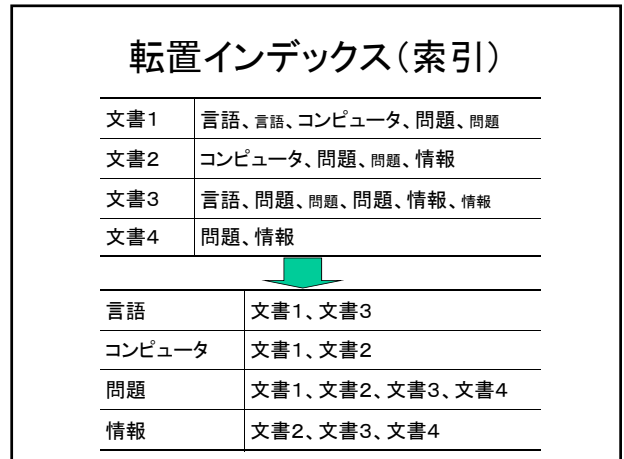 転置インデックス（索引）
文書1 言語、言語、コンピュータ、問題、問題
文書2 コンピュータ、問題、問題、情報
文書3 言語、問題、問題、問題、情報、情報
文書4 問題、情報
言語 文書1、文書3
コンピュータ 文書1、文書2
問題 文書1、文書2、文書3、文書4
情報 文書2、文書3、文書4